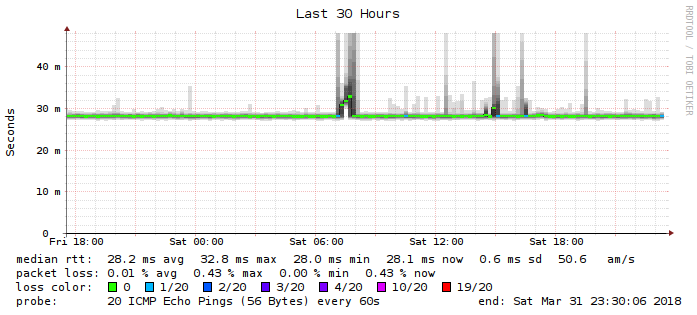 Last 30 Hours
RRDTOOL / TOBI OETIKER
Seconds
40 m
30 m
20 m
10 m
0
Fri 18:00 Sat 00:00 Sat 06:00 Sat 12:00 Sat 18:00
median rtt: 28.2 ms avg 32.8 ms max 28.0 ms min 28.1 ms now 0.6 ms sd 50.6 am/s
packet loss: 0.01 % avg 0.43 % max 0.00 % min 0.43 % now
loss color: 0 1/20 2/20 3/20 4/20 10/20 19/20
probe: 20 ICMP Echo Pings (56 Bytes) every 60s end: Sat Mar 31 23:30:06 2018